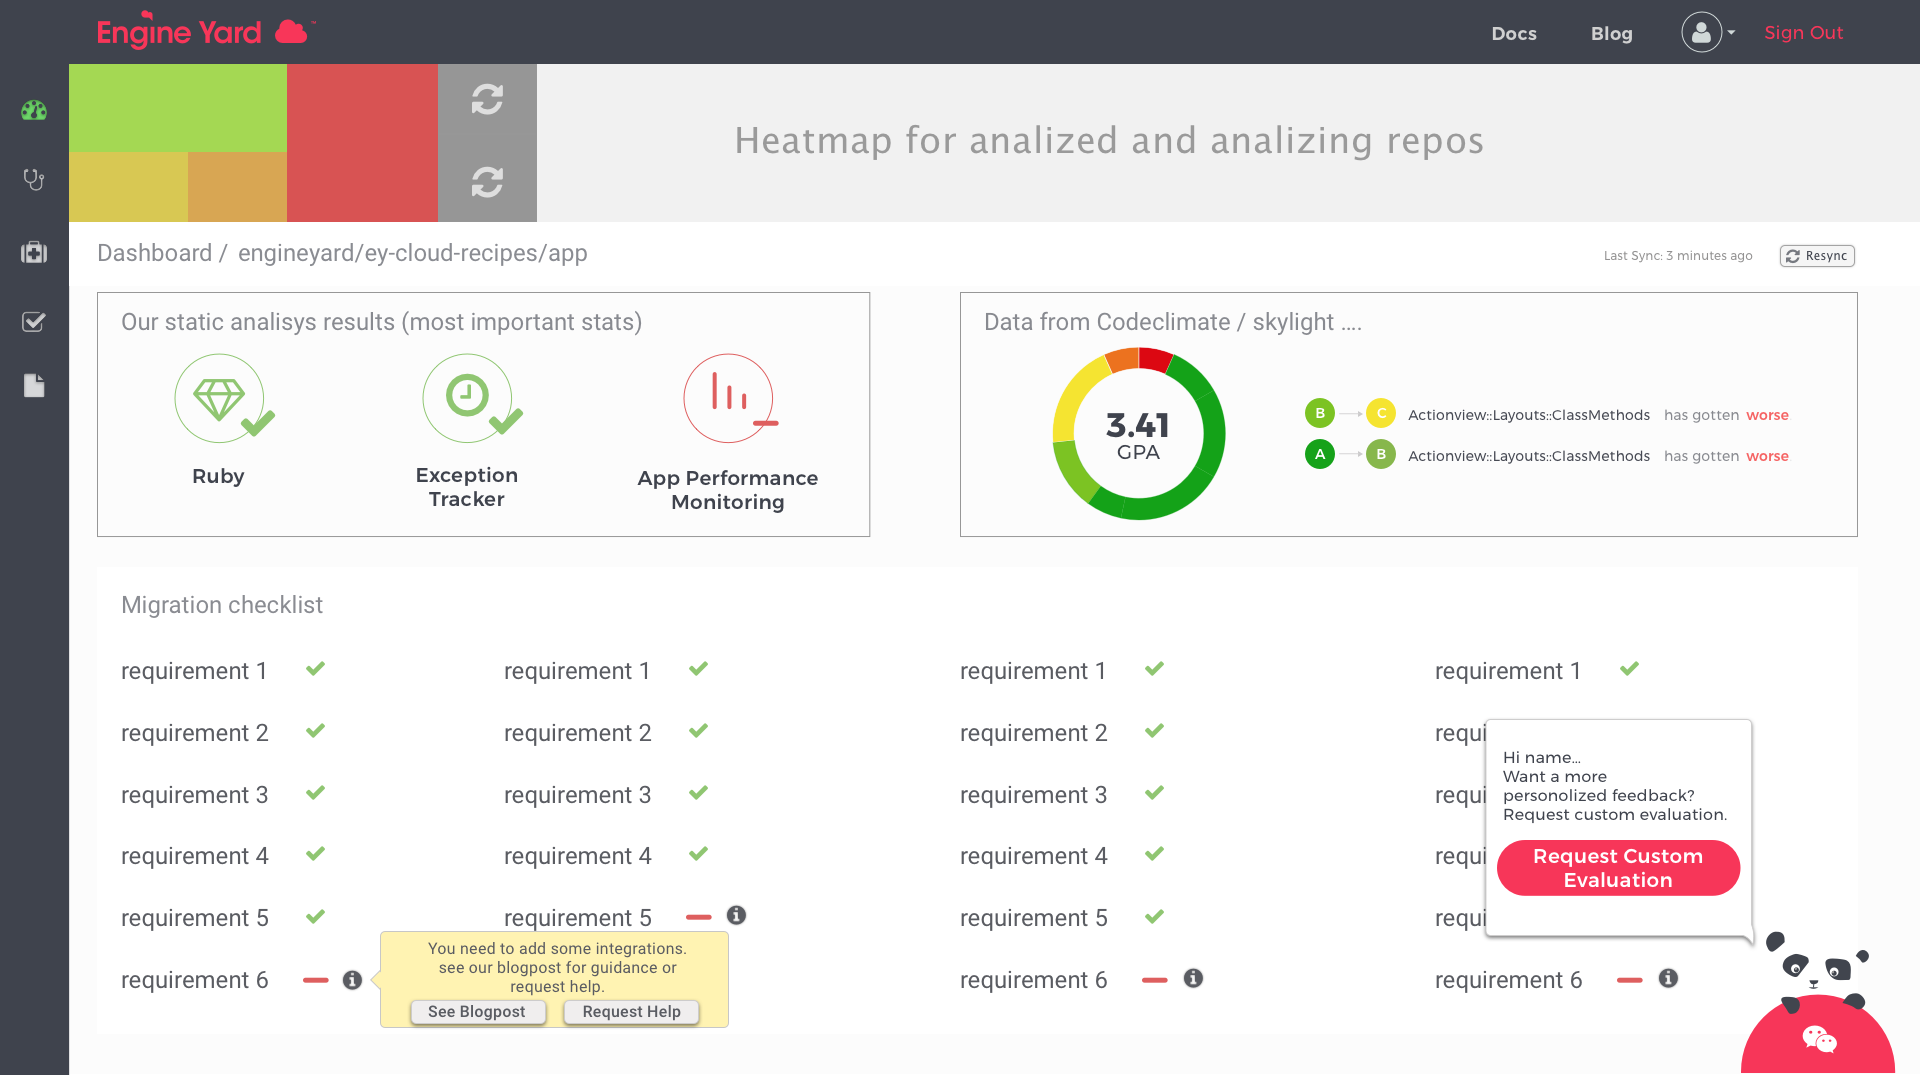 Engine Yard
Docs
Blog
Sign Out
Heatmap for analized and analizing repos
Dashboard / engineyard/ey-cloud-recipes/app
Last Sync: 3 minutes ago
Resync
Our static analisys results (most important stats)
Ruby
Exception
Tracker
App Performance
Monitoring
Data from Codeclimate / skylight ....
3.41
GPA
B C Actionview::Layouts::ClassMethods has gotten worse
A B Actionview::Layouts::ClassMethods has gotten worse
Migration checklist
requirement 1 requirement 1 requirement 1 requirement 1
requirement 2 requirement 2 requirement 2 requi
requirement 3 requirement 3 requirement 3 requi
requirement 4 requirement 4 requirement 4 requi
requirement 5 requirement 5 requirement 5 requi
requirement 6 requirement 6 requirement 6
You need to add some integrations.
see our blogpost for guidance or
request help.
See Blogpost
Request Help
Hi name...
Want a more
personolized feedback?
Request custom evaluation.
Request Custom
Evaluation